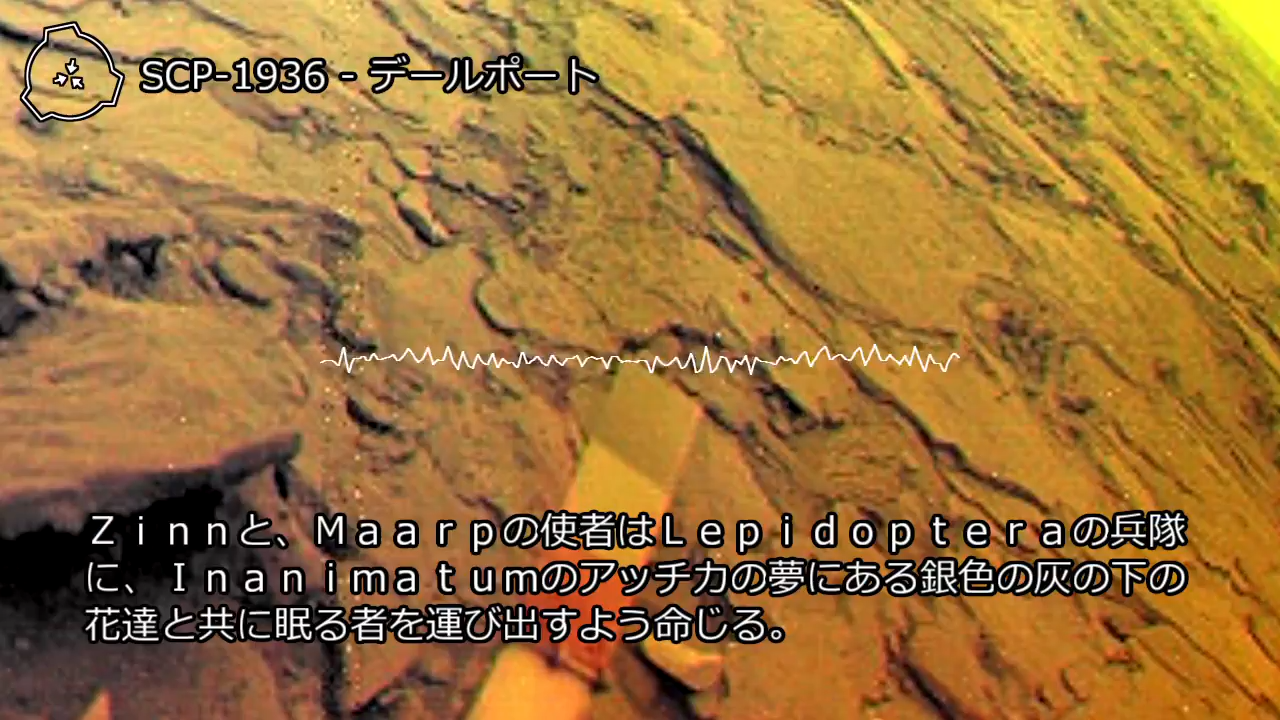 SCP-1936 - デールポート
Ｚｉｎｎと、Ｍａａｒｐの使者はＬｅｐｉｄｏｐｔｅｒａの兵隊
に、Ｉｎａｎｉｍａｔｕｍのアッチカの夢にある銀色の灰の下の
花達と共に眠る者を運び出すよう命じる。